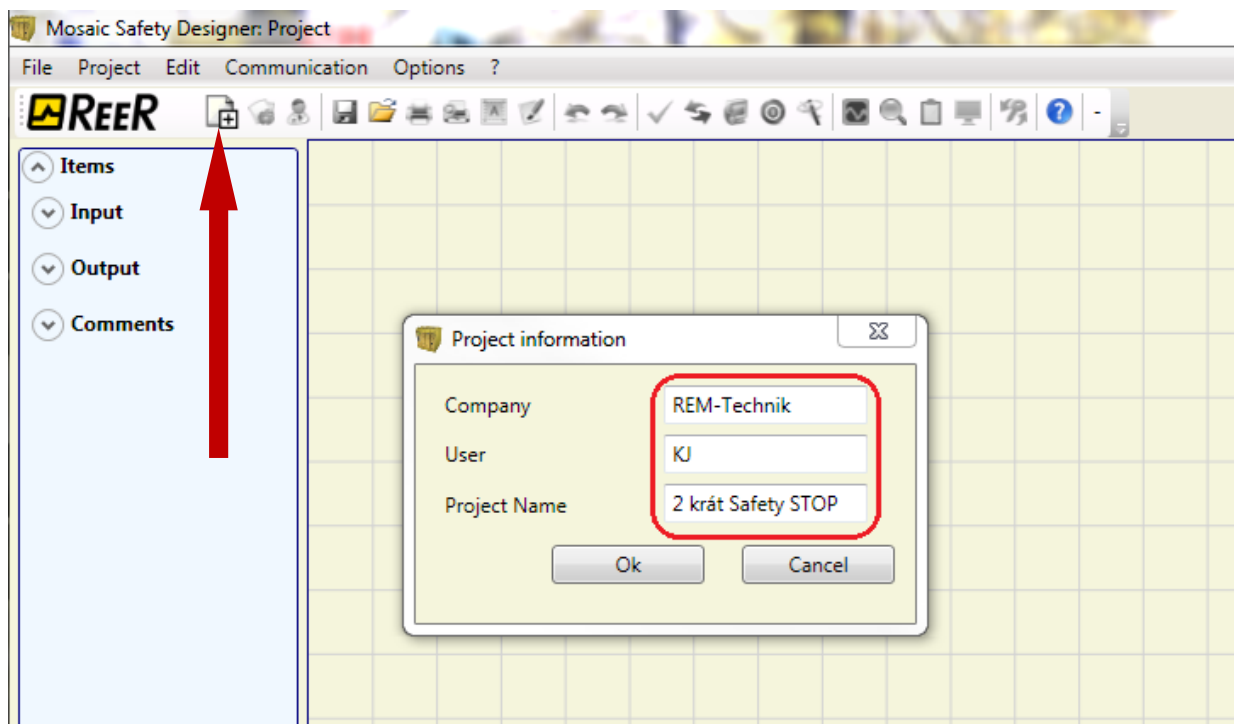 Mosaic Safety Designer: Project
File Project Edit Communication Options ?
REER
Items
Input
Output
Comments
Project information
Company REM-Technik
User KJ
Project Name 2 krát Safety STOP
Ok Cancel